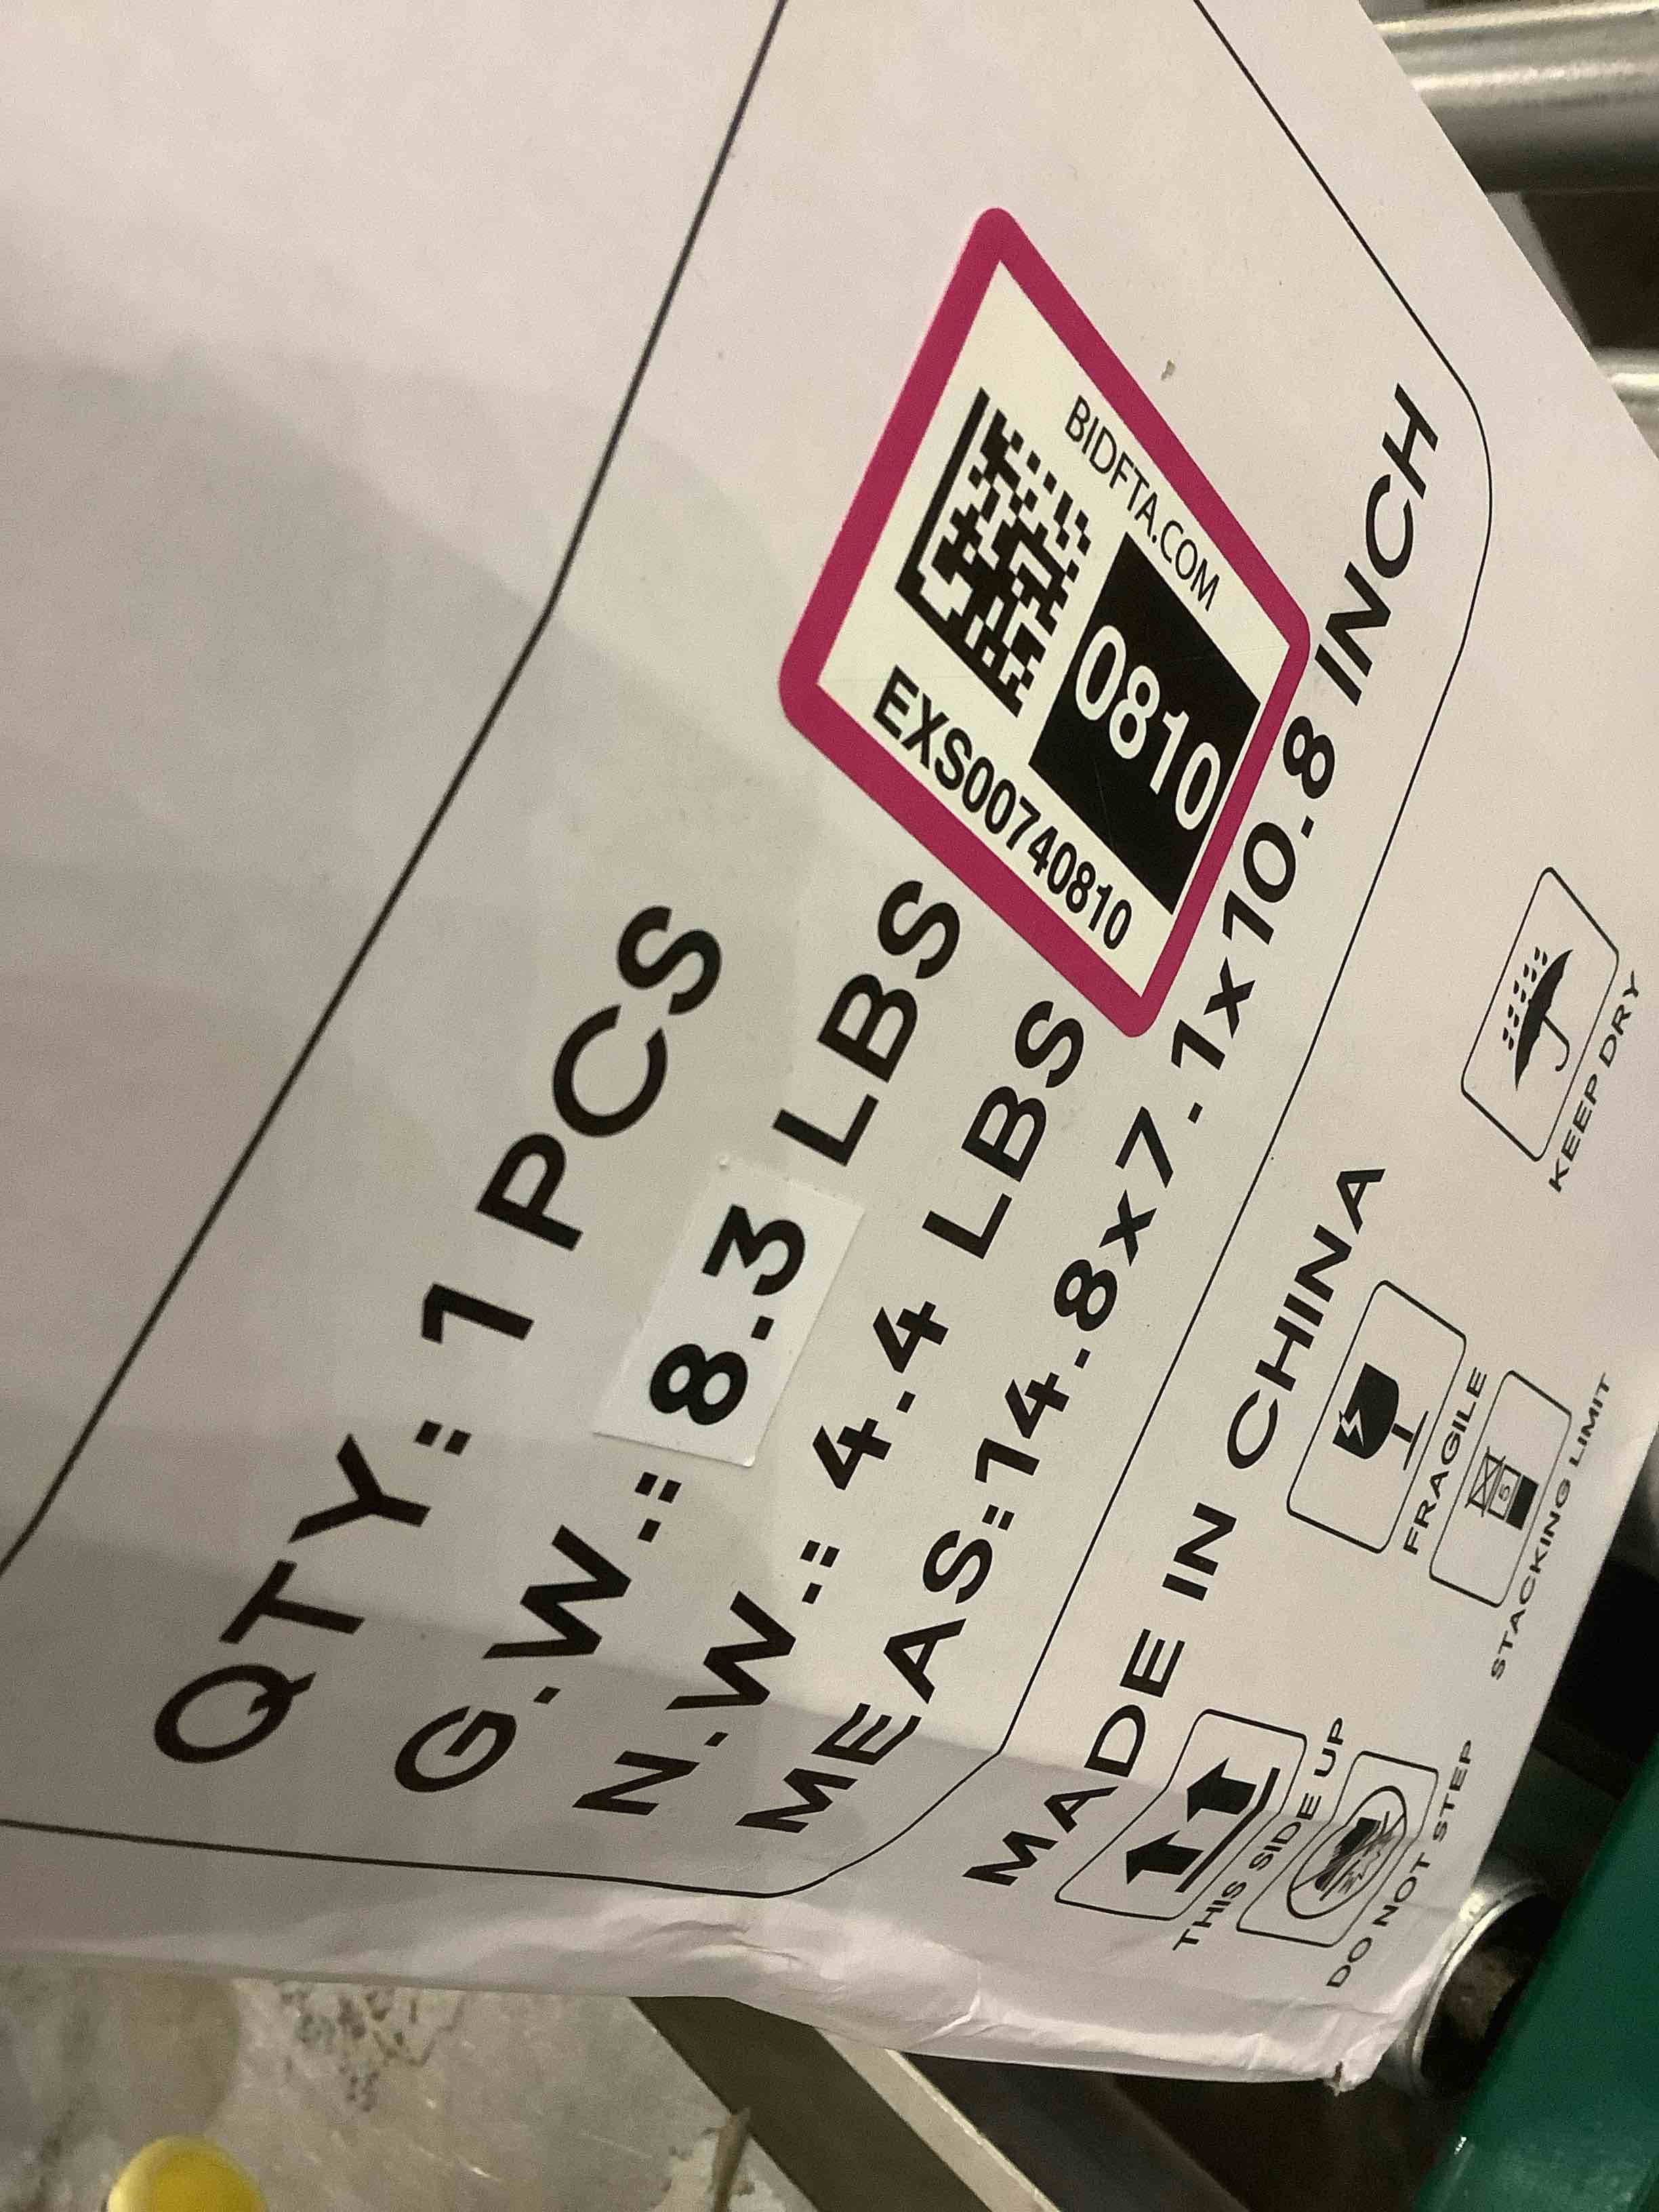 QTY: 1 PCS
G.W.: 8.3 LBS
N.W.: 4.4 LBS
MEAS:14.8x7.1x10.8 INCH
BIDFTA.COM
0810
EXS00740810
MADE IN CHINA
THIS SIDE UP
FRAGILE
KEEP DRY
DO NOT STEP
5
STACKING LIMIT